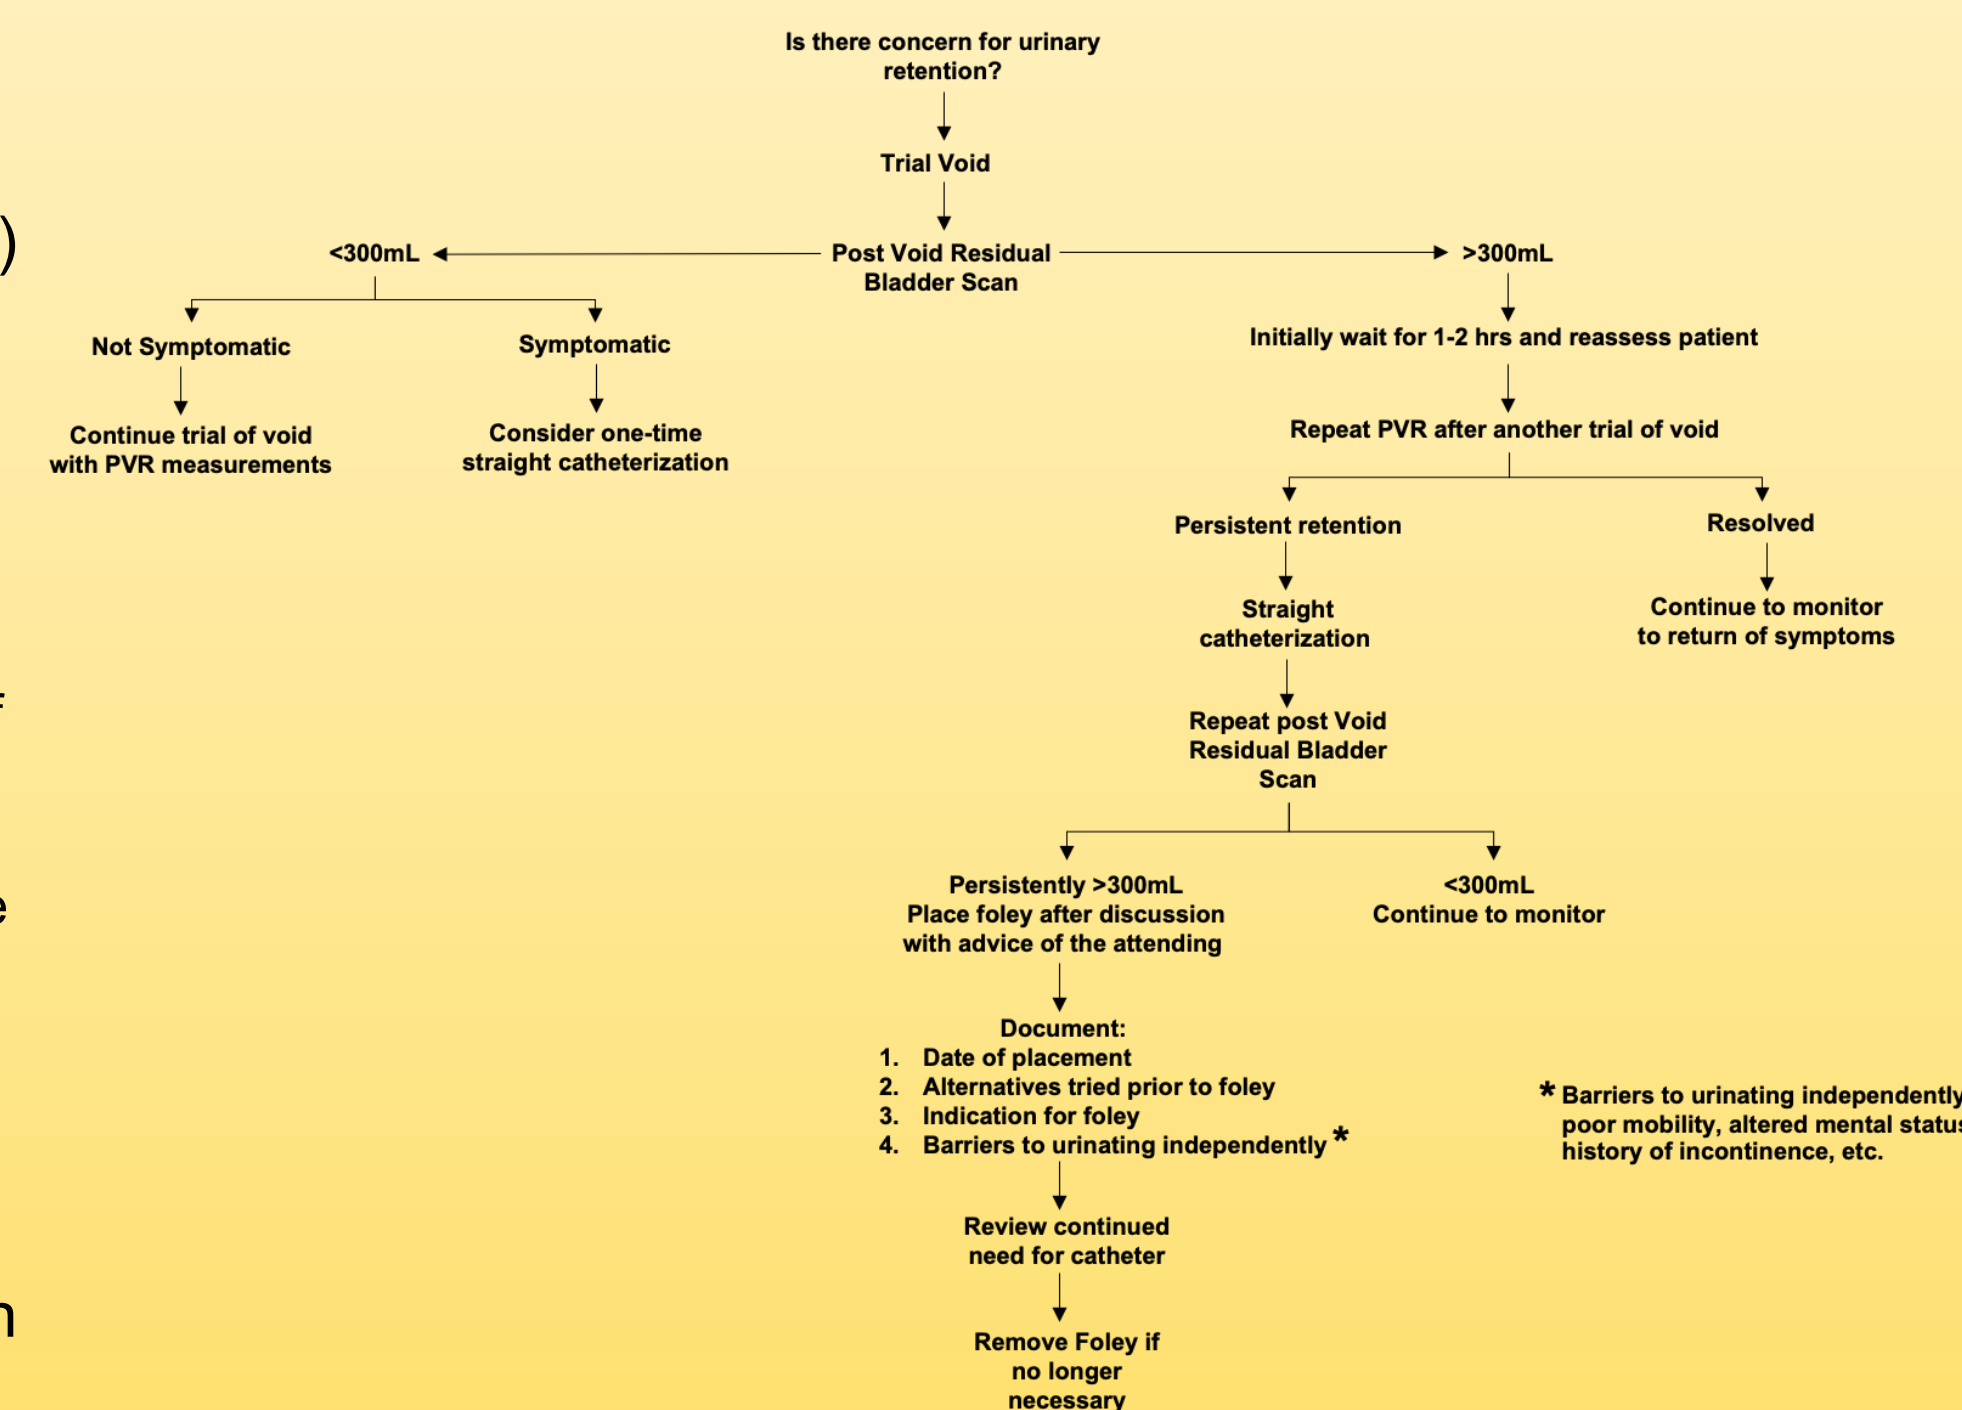 Is there concern for urinary
retention?
Trial Void
)
<300mL
Post Void Residual
Bladder Scan
>300mL
Not Symptomatic
Symptomatic
Initially wait for 1-2 hrs and reassess patient
Continue trial of void
with PVR measurements
Consider one-time
straight catheterization
Repeat PVR after another trial of void
Persistent retention
Resolved
Straight
catheterization
Continue to monitor
to return of symptoms
f
Repeat post Void
Residual Bladder
Scan
e
Persistently >300mL
Place foley after discussion
with advice of the attending
<300mL
Continue to monitor
Document:
1. Date of placement
2. Alternatives tried prior to foley
3. Indication for foley
4. Barriers to urinating independently *
* Barriers to urinating independently
poor mobility, altered mental status
history of incontinence, etc.
Review continued
need for catheter
n
Remove Foley if
no longer
necessary